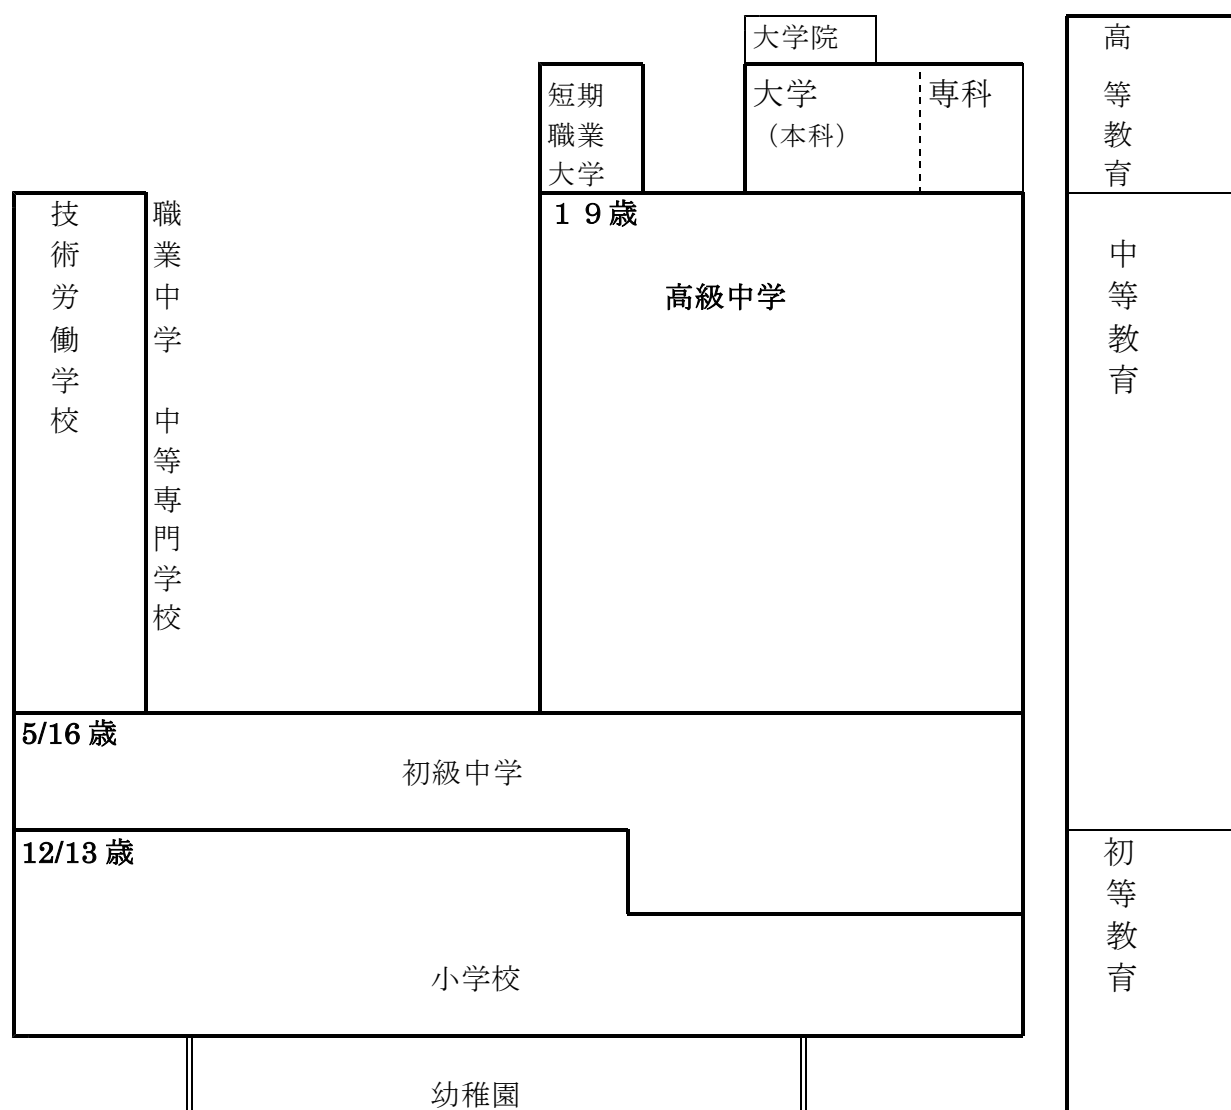 大学院
短期
職業
大学
大学
（本科）
専科
高等教育
技術労働学校
職業中学　中等専門学校
１９歳
高級中学
中等教育
5/16 歳
初級中学
12/13 歳
小学校
初等教育
幼稚園